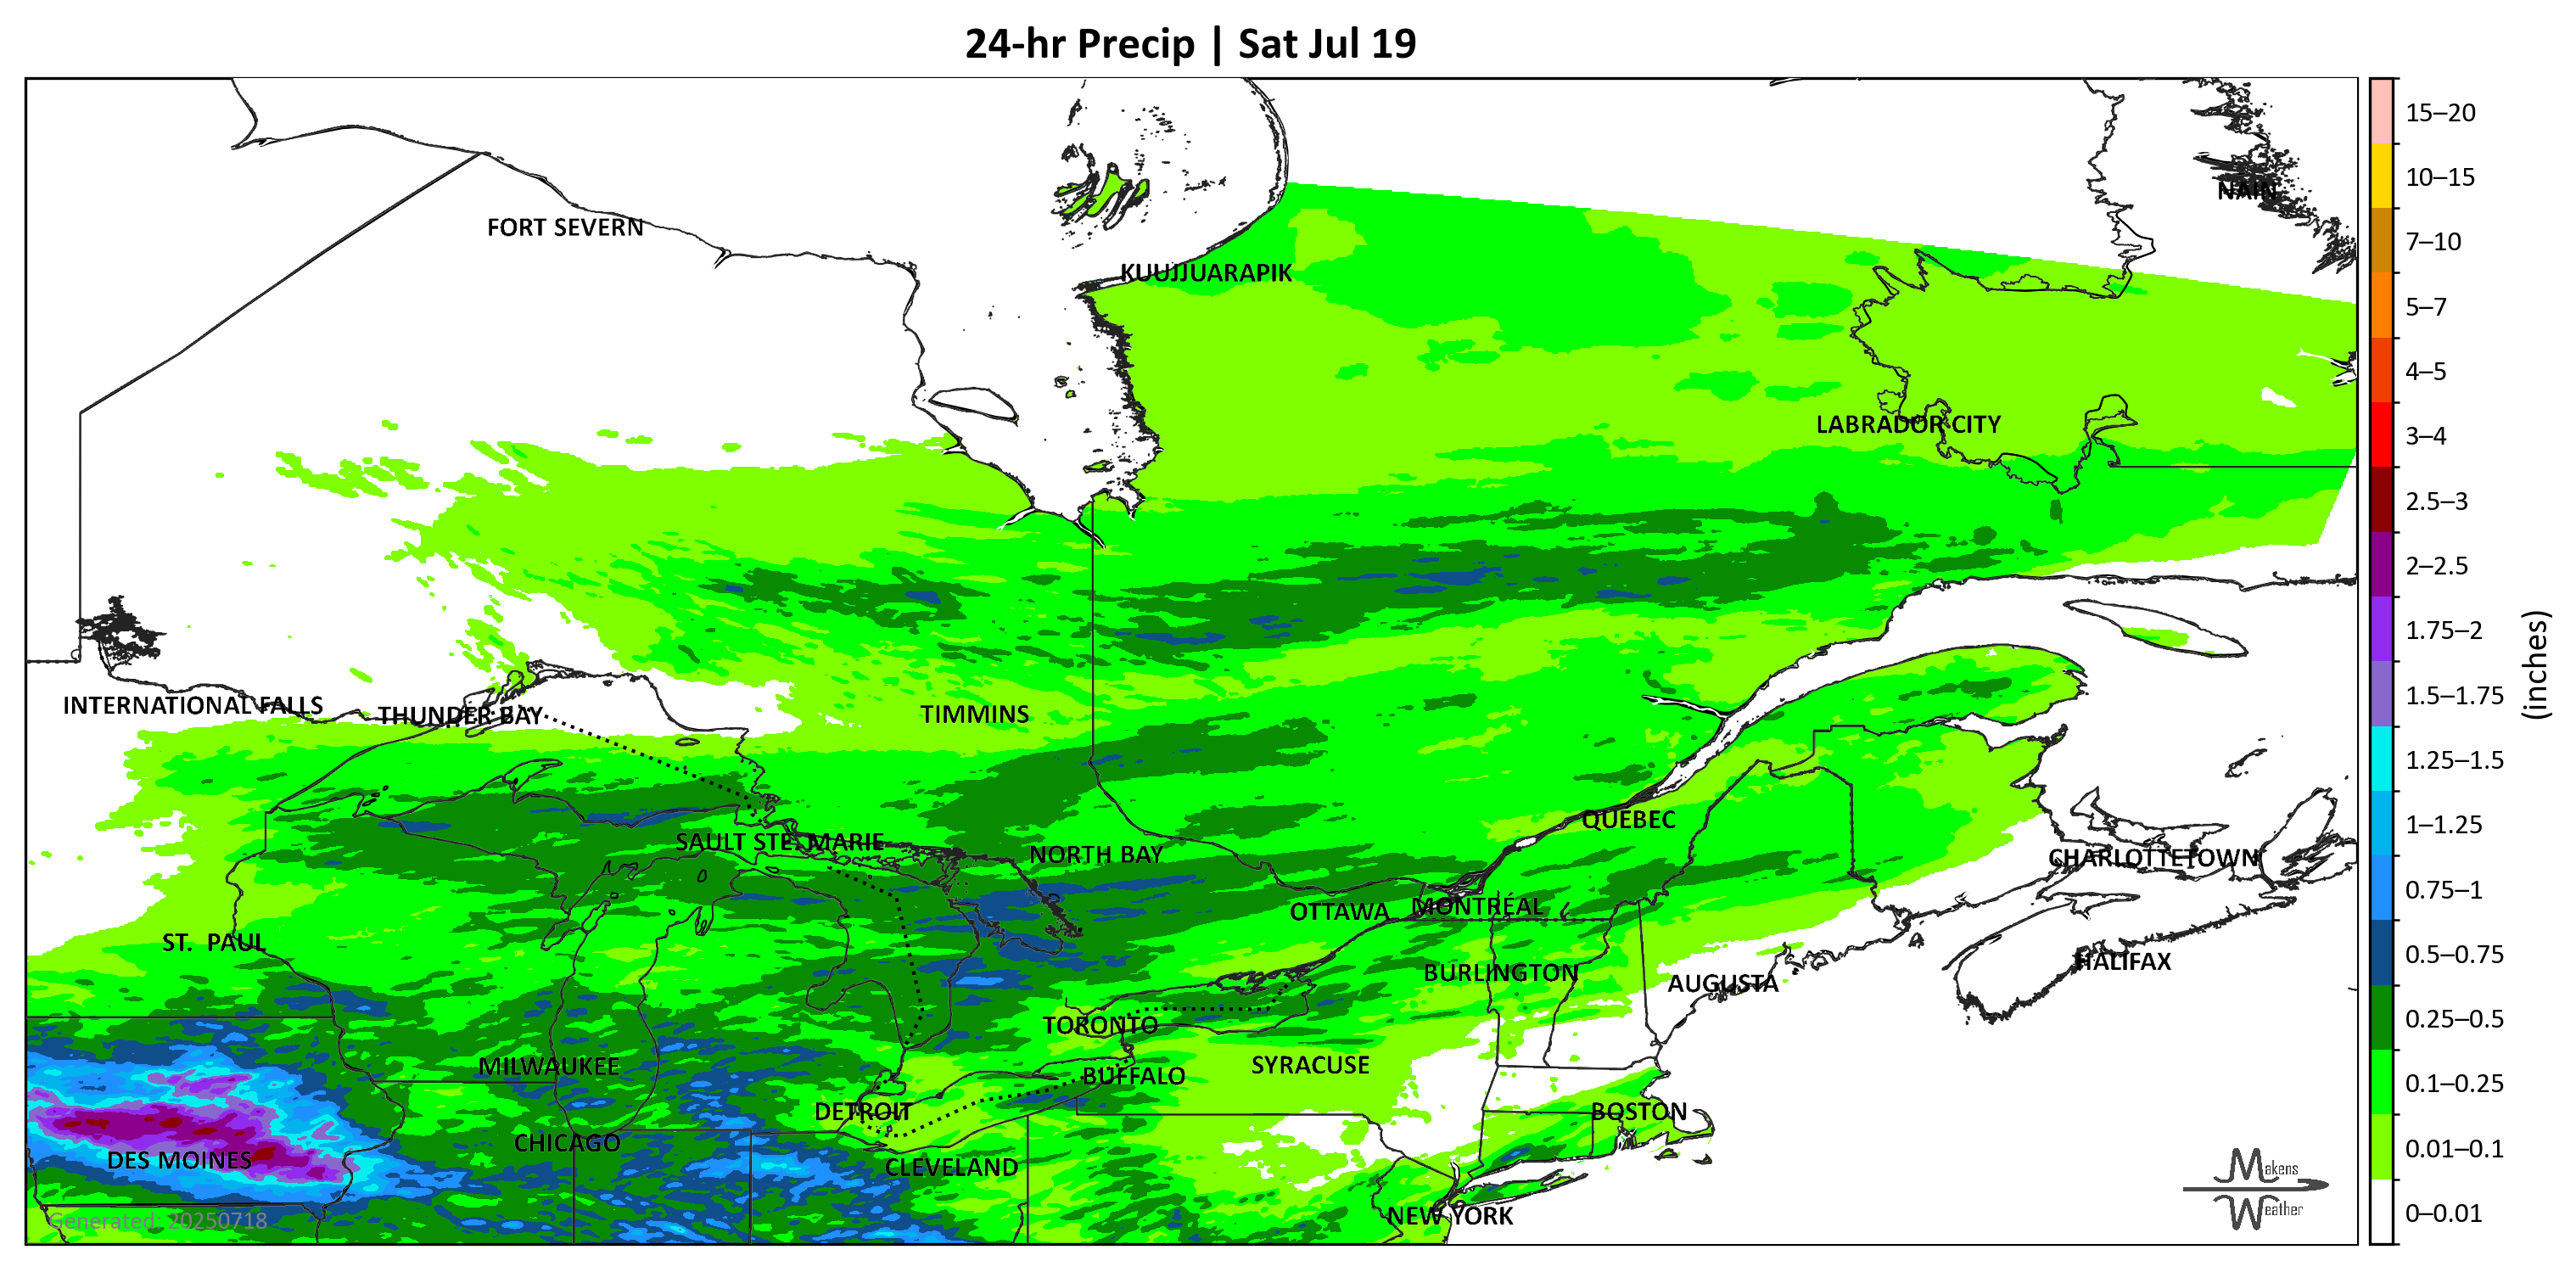 24-hr Precip | Sat Jul 19
NAIN
FORT SEVERN
KUUJJUARAPIK
LABRADOR CITY
INTERNATIONAL FALLS
THUNDER BAY
TIMMINS
QUÉBEC
SAULT STE. MARIE
NORTH BAY
CHARLOTTETOWN
OTTAWA
MONTRÉAL
ST. PAUL
HALIFAX
BURLINGTON
AUGUSTA
TORONTO
MILWAUKEE
SYRACUSE
BUFFALO
DETROIT
BOSTON
CHICAGO
DES MOINES
CLEVELAND
NEW YORK
Generated: 20250718
Makens
Weather
15–20
10–15
7–10
5–7
4–5
3–4
2.5–3
2–2.5
1.75–2
1.5–1.75
1.25–1.5
1–1.25
0.75–1
0.5–0.75
0.25–0.5
0.1–0.25
0.01–0.1
0–0.01
(inches)